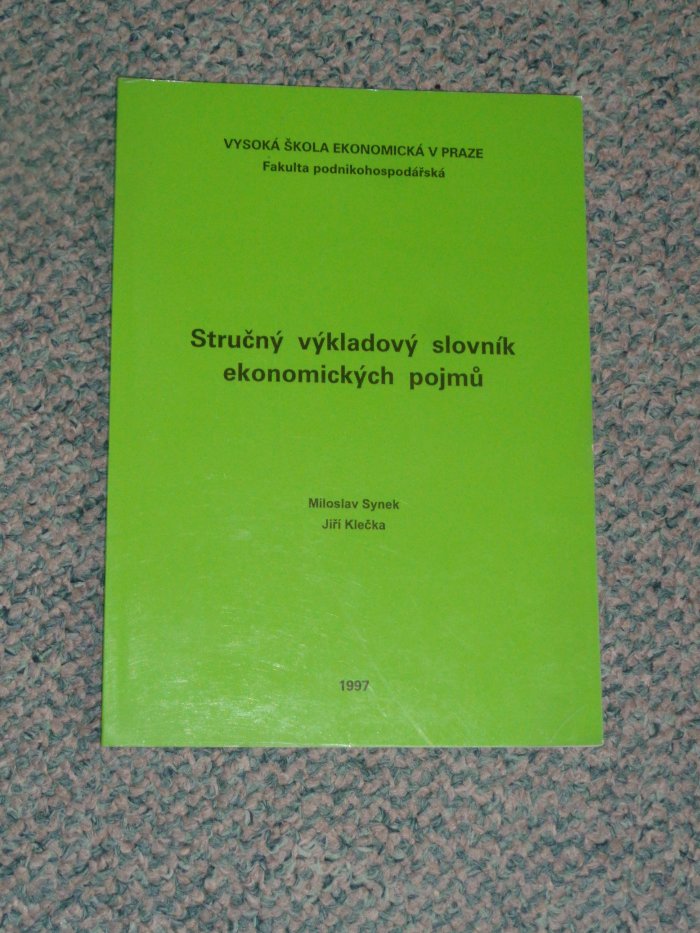 VYSOKÁ ŠKOLA EKONOMICKÁ V PRAZE
Fakulta podnikohospodářská
Stručný výkladový slovník
ekonomických pojmů
Miloslav Synek
Jiří Klečka
1997